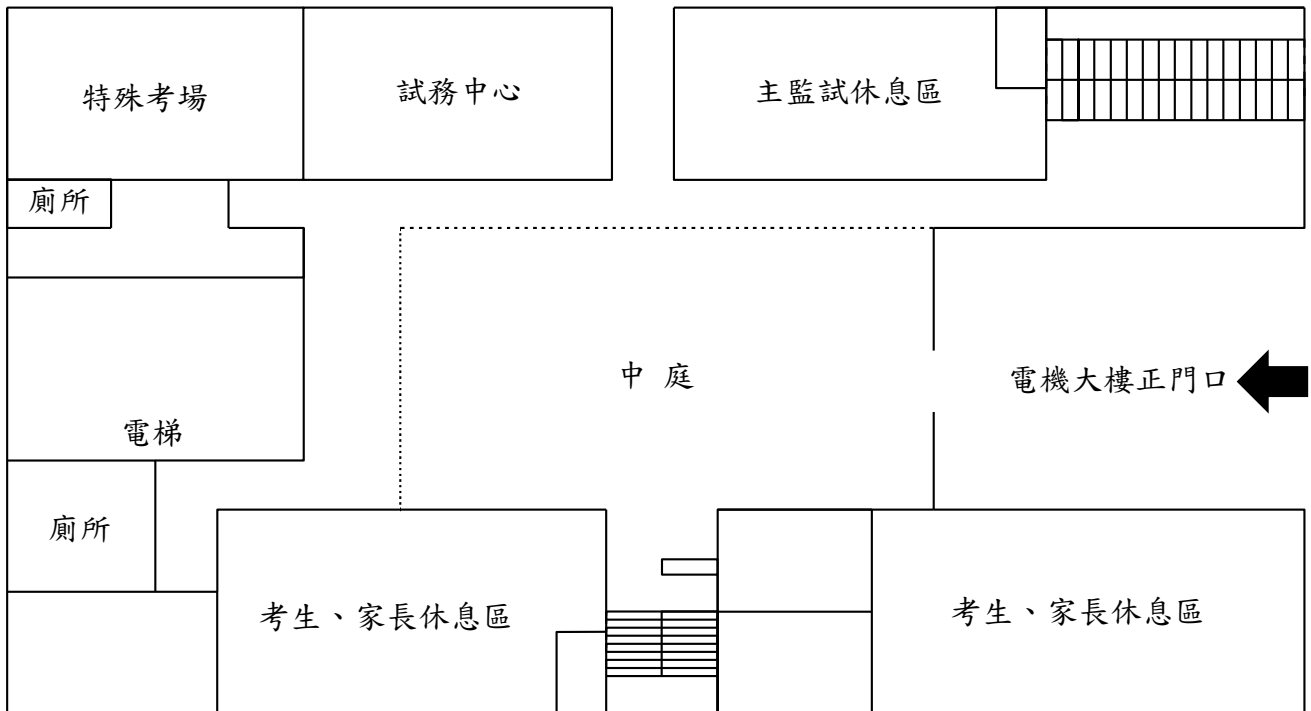 特殊考場
試務中心
主監試休息區
廁所
中庭
電機大樓正門口
電梯
廁所
考生、家長休息區
考生、家長休息區